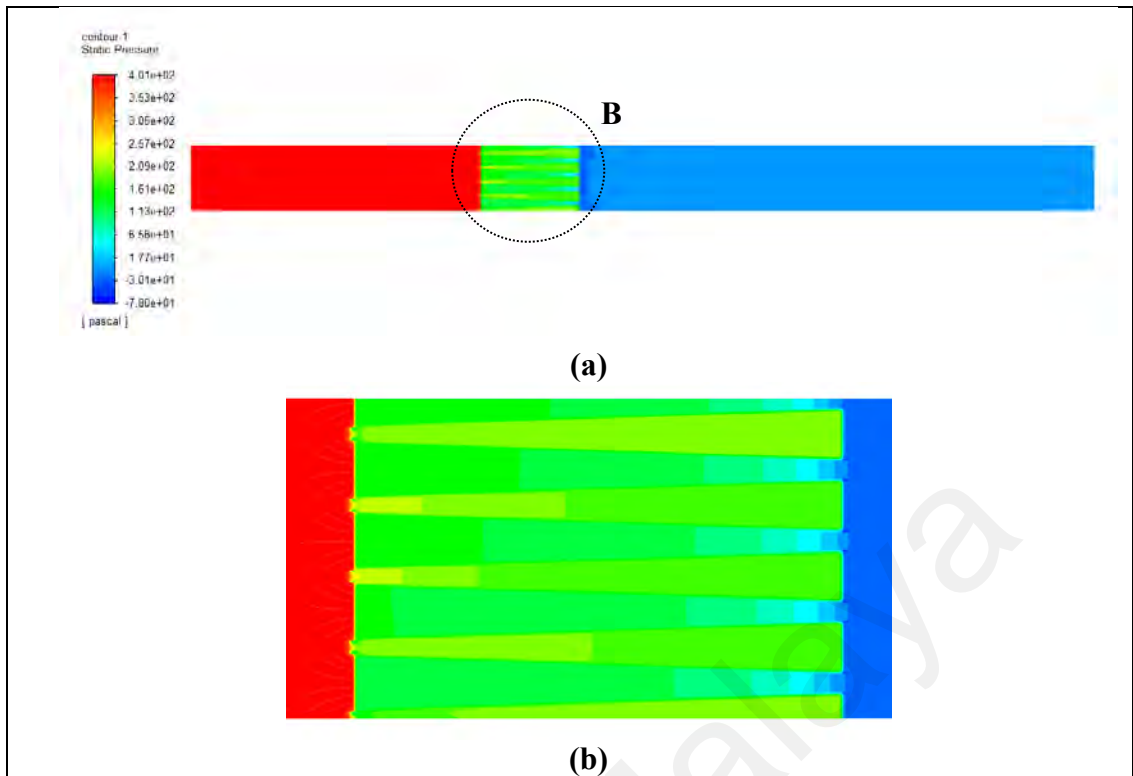 contour-1
Static Pressure
4.01e+02
3.53e+02
3.05e+02
2.57e+02
2.09e+02
1.61e+02
1.13e+02
6.58e+01
1.77e+01
-3.01e+01
-7.80e+01
[ pascal ]
B
(a)
(b)
alaya